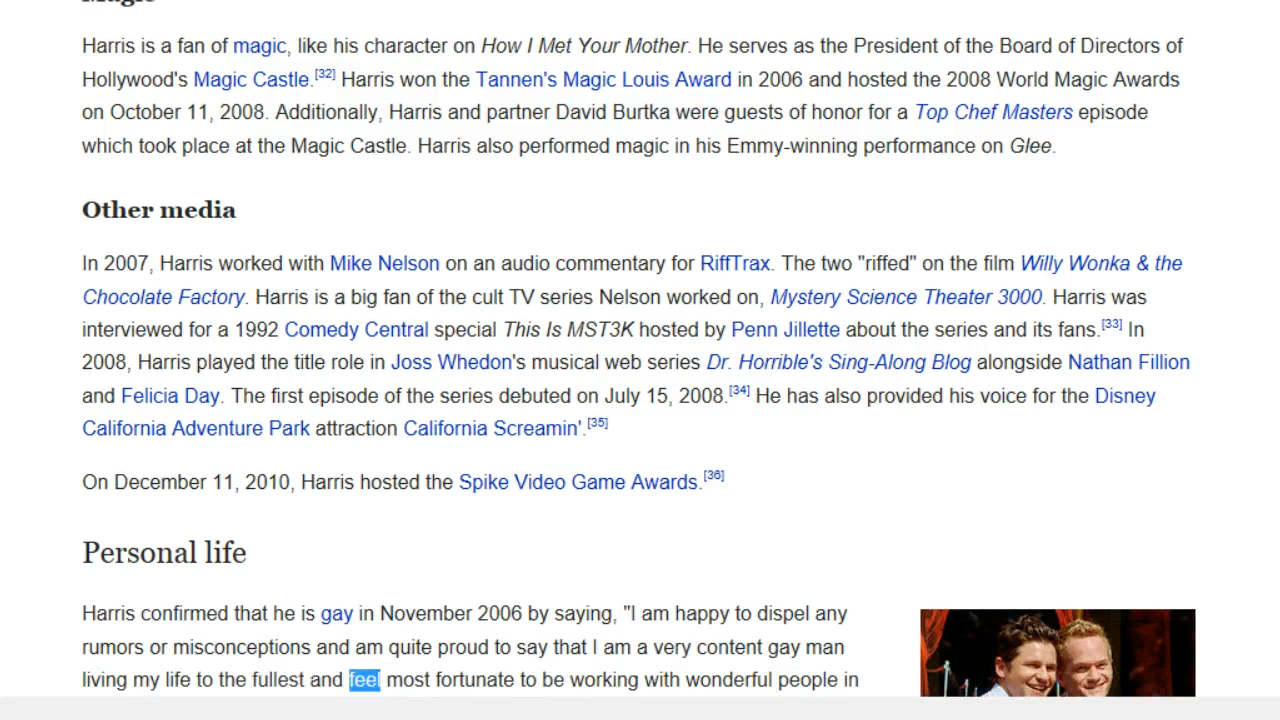 Magic
Harris is a fan of magic, like his character on How I Met Your Mother. He serves as the President of the Board of Directors of
Hollywood's Magic Castle.[32] Harris won the Tannen's Magic Louis Award in 2006 and hosted the 2008 World Magic Awards
on October 11, 2008. Additionally, Harris and partner David Burtka were guests of honor for a Top Chef Masters episode
which took place at the Magic Castle. Harris also performed magic in his Emmy-winning performance on Glee.
Other media
In 2007, Harris worked with Mike Nelson on an audio commentary for RiffTrax. The two "riffed" on the film Willy Wonka & the
Chocolate Factory. Harris is a big fan of the cult TV series Nelson worked on, Mystery Science Theater 3000. Harris was
interviewed for a 1992 Comedy Central special This Is MST3K hosted by Penn Jillette about the series and its fans.[33] In
2008, Harris played the title role in Joss Whedon's musical web series Dr. Horrible's Sing-Along Blog alongside Nathan Fillion
and Felicia Day. The first episode of the series debuted on July 15, 2008.[34] He has also provided his voice for the Disney
California Adventure Park attraction California Screamin'.[35]
On December 11, 2010, Harris hosted the Spike Video Game Awards.[36]
Personal life
Harris confirmed that he is gay in November 2006 by saying, "I am happy to dispel any
rumors or misconceptions and am quite proud to say that I am a very content gay man
living my life to the fullest and feel most fortunate to be working with wonderful people in